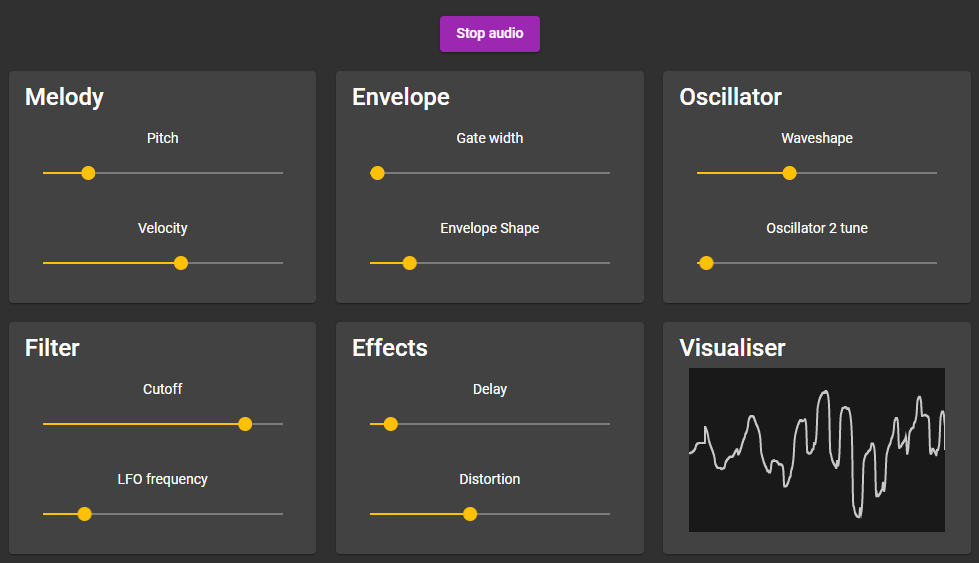 Stop audio
Melody
Pitch
Velocity
Envelope
Gate width
Envelope Shape
Oscillator
Waveshape
Oscillator 2 tune
Filter
Cutoff
LFO frequency
Effects
Delay
Distortion
Visualiser